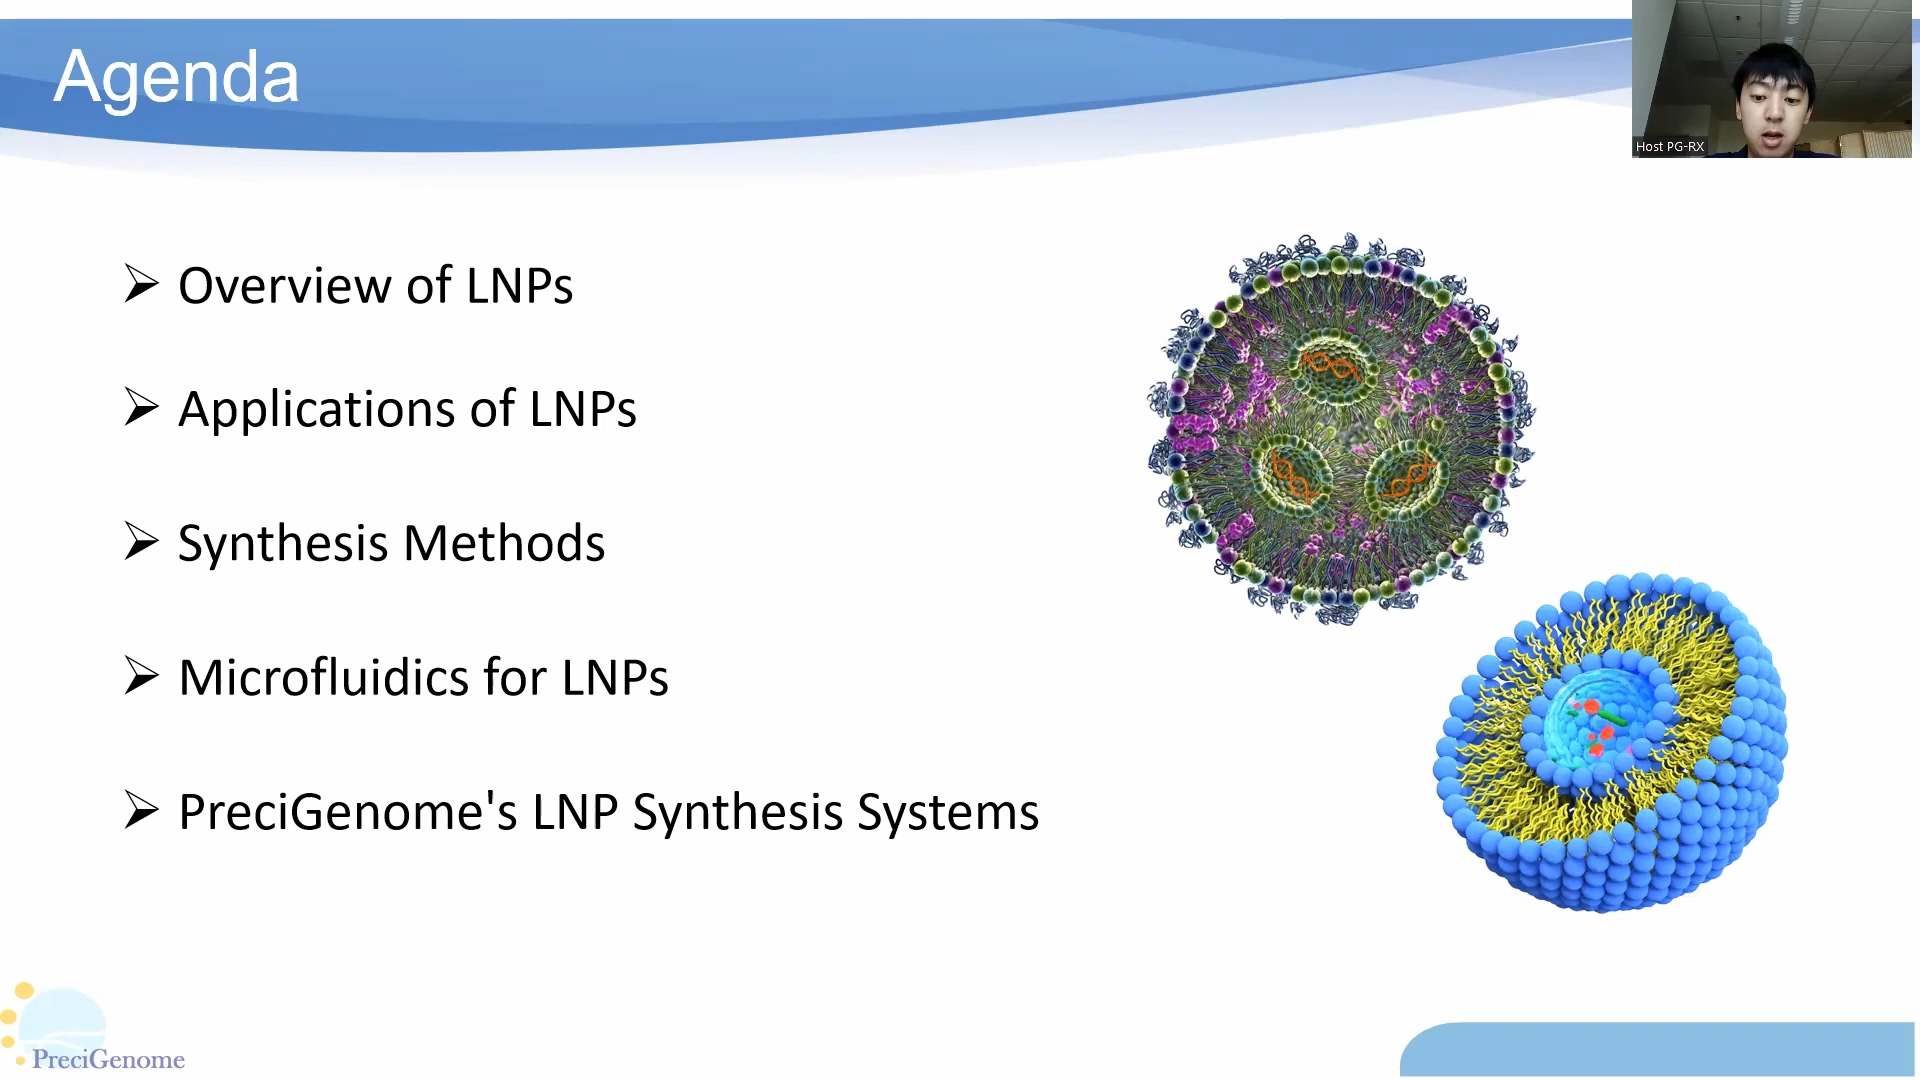 Agenda
Host PG-RX
➢ Overview of LNPs
➢ Applications of LNPs
➢ Synthesis Methods
➢ Microfluidics for LNPs
➢ PreciGenome's LNP Synthesis Systems
PreciGenome